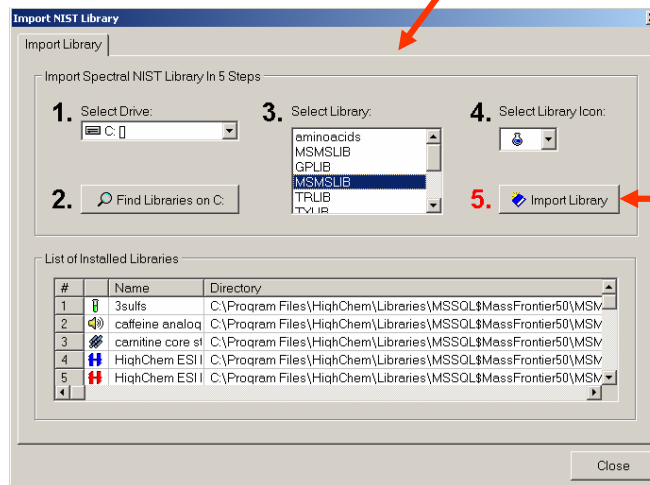 Import NIST Library
Import Library
Import Spectral NIST Library In 5 Steps
1. Select Drive:
C: []
2. Find Libraries on C:
3. Select Library:
aminoacids
MSMSLIB
GPLIB
MSMSLIB
TRLIB
TYLIB
4. Select Library Icon:
5. Import Library
List of Installed Libraries
# Name Directory
1 3sulfs C:\Program Files\HighChem\Libraries\MSSQL$MassFrontier50\MSM
2 caffeine analog C:\Program Files\HighChem\Libraries\MSSQL$MassFrontier50\MSM
3 carnitine core st C:\Program Files\HighChem\Libraries\MSSQL$MassFrontier50\MSM
4 HighChem ESI l C:\Program Files\HighChem\Libraries\MSSQL$MassFrontier50\MSM
5 HighChem ESI l C:\Program Files\HighChem\Libraries\MSSQL$MassFrontier50\MSM
Close